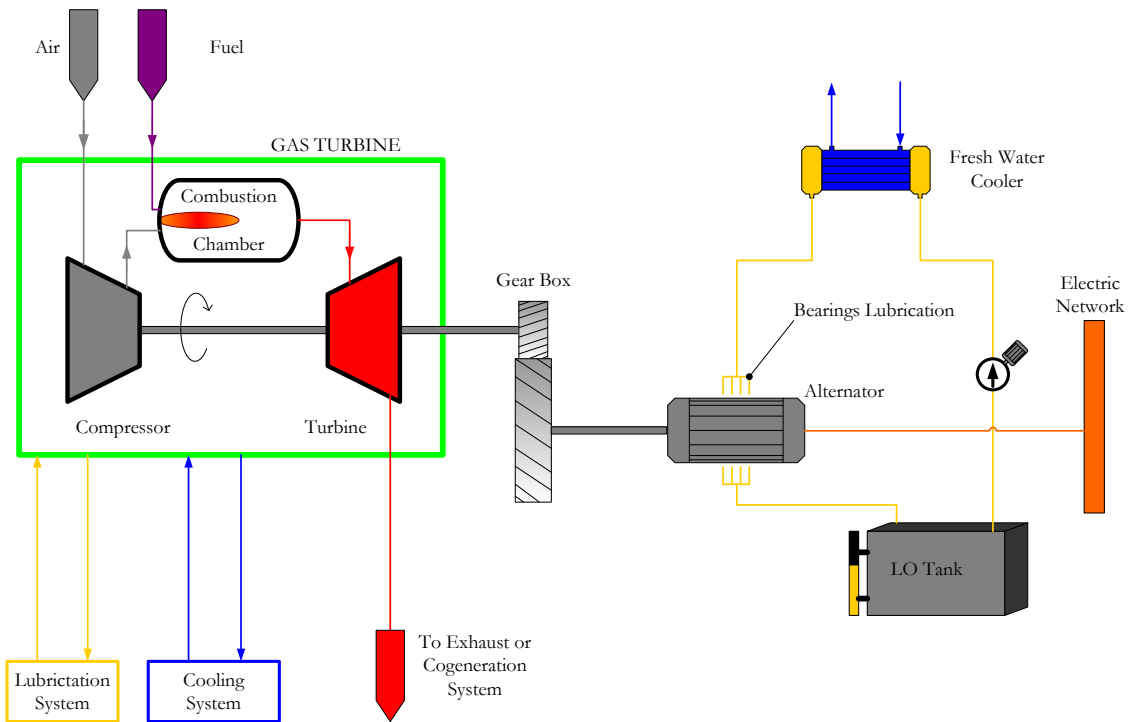 Air
Fuel
GAS TURBINE
Combustion
Chamber
Compressor
Turbine
Gear Box
Fresh Water
Cooler
Bearings Lubrication
Alternator
Electric
Network
LO Tank
Lubrictation
System
Cooling
System
To Exhaust or
Cogeneration
System